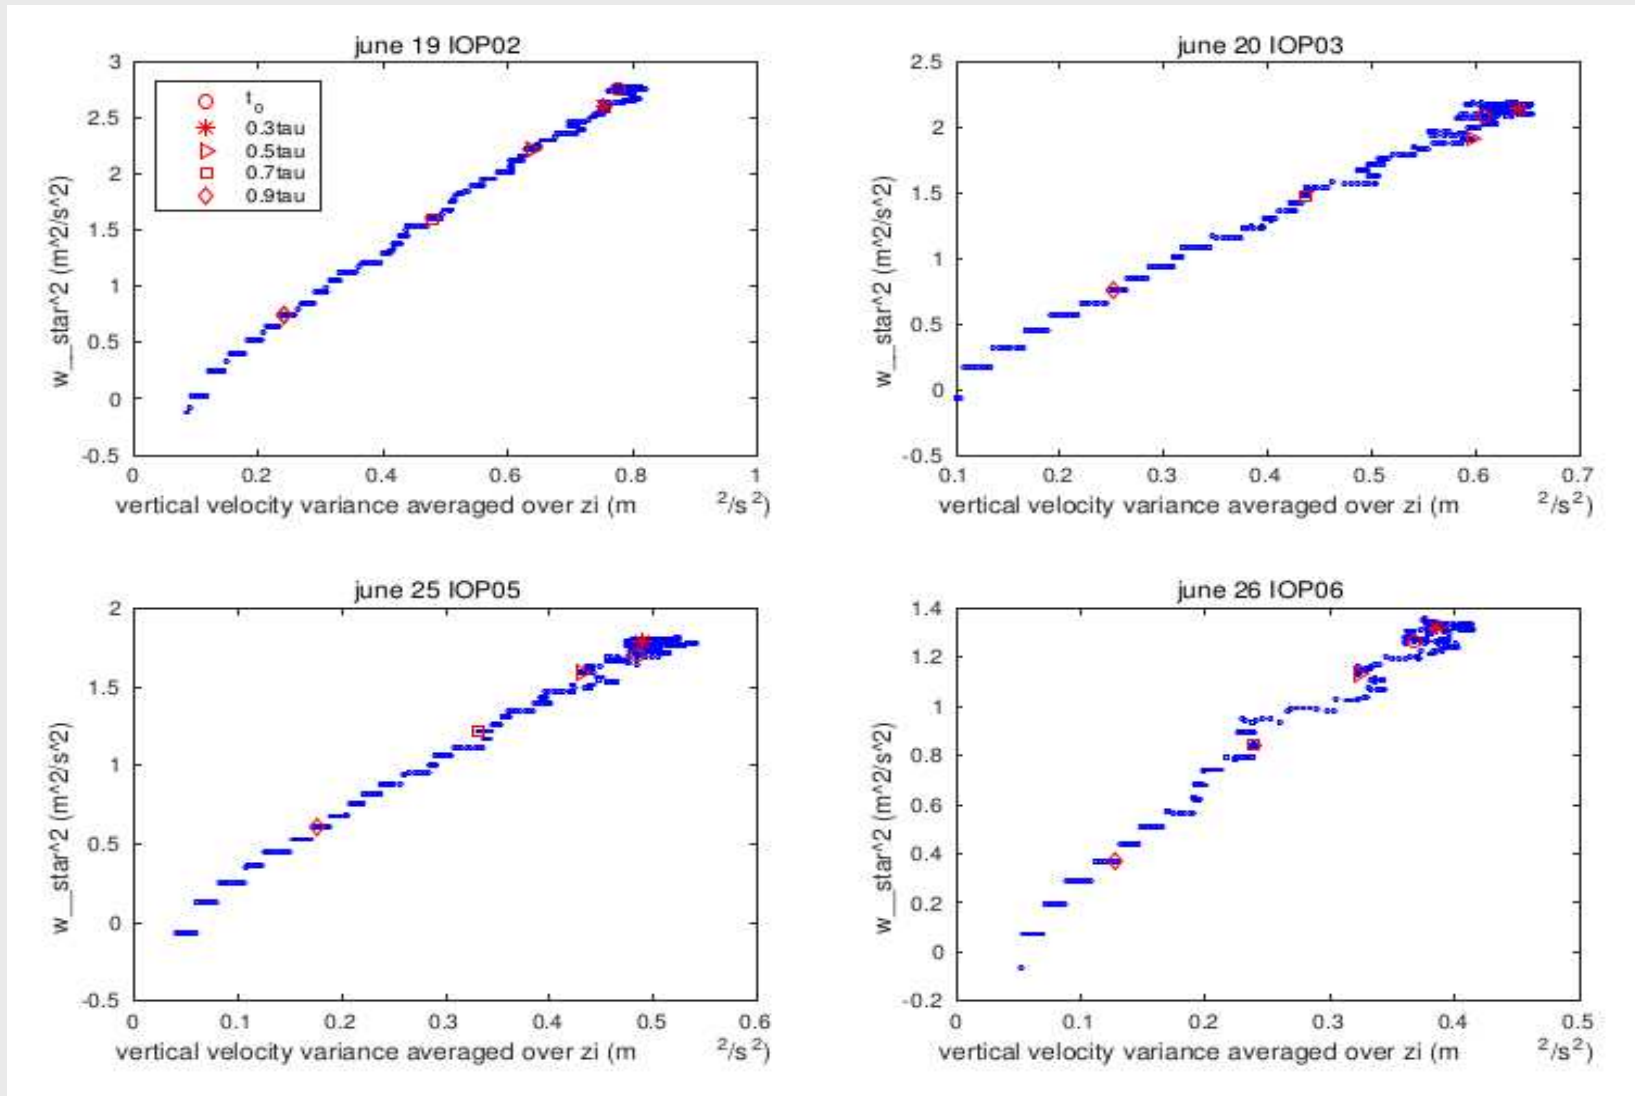 june 19 IOP02
3
2.5
2
1.5
1
0.5
0
-0.5
w__star^2 (m^2/s^2)
t_o
0.3tau
0.5tau
0.7tau
0.9tau
0 0.2 0.4 0.6 0.8 1
vertical velocity variance averaged over zi (m ²/s²)
june 20 IOP03
2.5
2
1.5
1
0.5
0
-0.5
w__star^2 (m^2/s^2)
0.1 0.2 0.3 0.4 0.5 0.6 0.7
vertical velocity variance averaged over zi (m ²/s²)
june 25 IOP05
2
1.5
1
0.5
0
-0.5
w__star^2 (m^2/s^2)
0 0.1 0.2 0.3 0.4 0.5 0.6
vertical velocity variance averaged over zi (m ²/s²)
june 26 IOP06
1.4
1.2
1
0.8
0.6
0.4
0.2
0
-0.2
w__star^2 (m^2/s^2)
0 0.1 0.2 0.3 0.4 0.5
vertical velocity variance averaged over zi (m ²/s²)